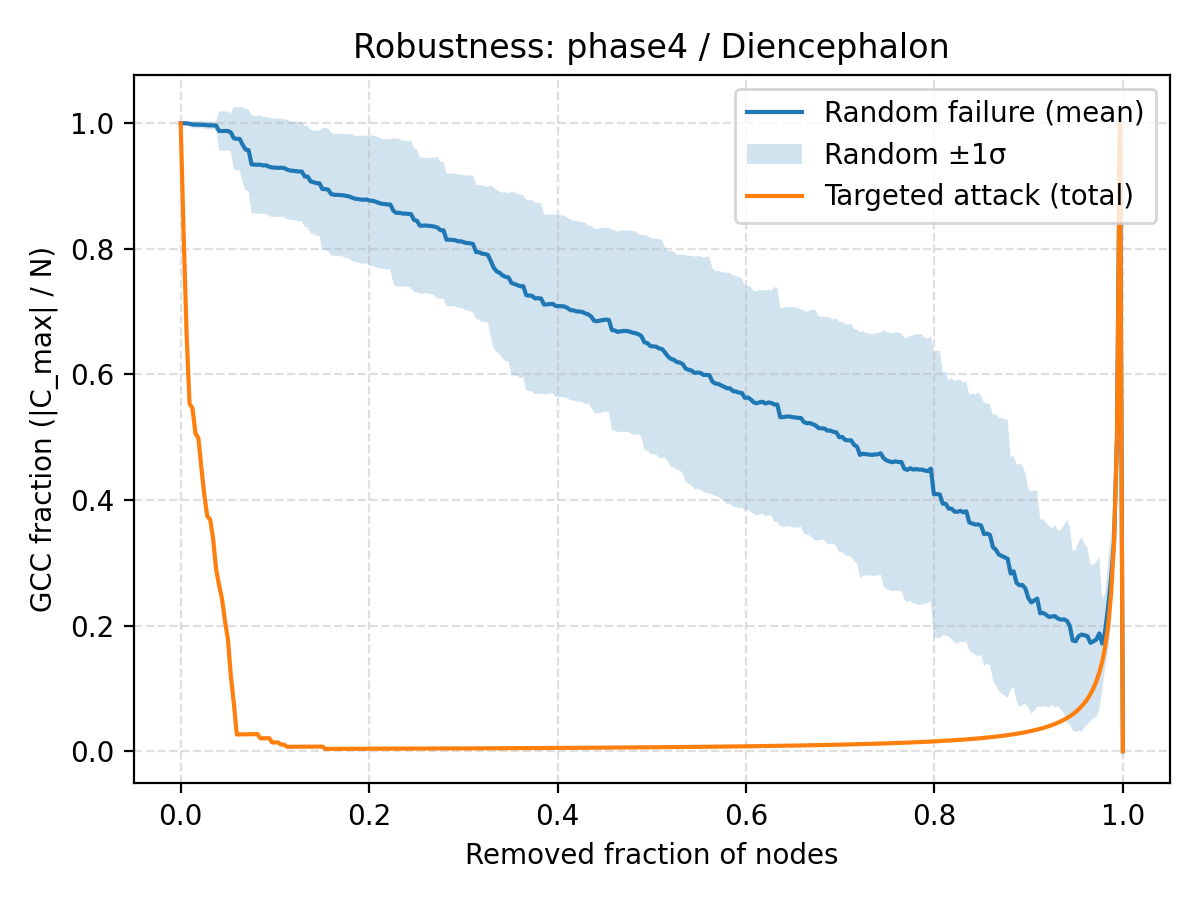 Robustness: phase4 / Diencephalon
Random failure (mean)
Random ±1σ
Targeted attack (total)
GCC fraction (|C_max| / N)
1.0
0.8
0.6
0.4
0.2
0.0
0.0 0.2 0.4 0.6 0.8 1.0
Removed fraction of nodes